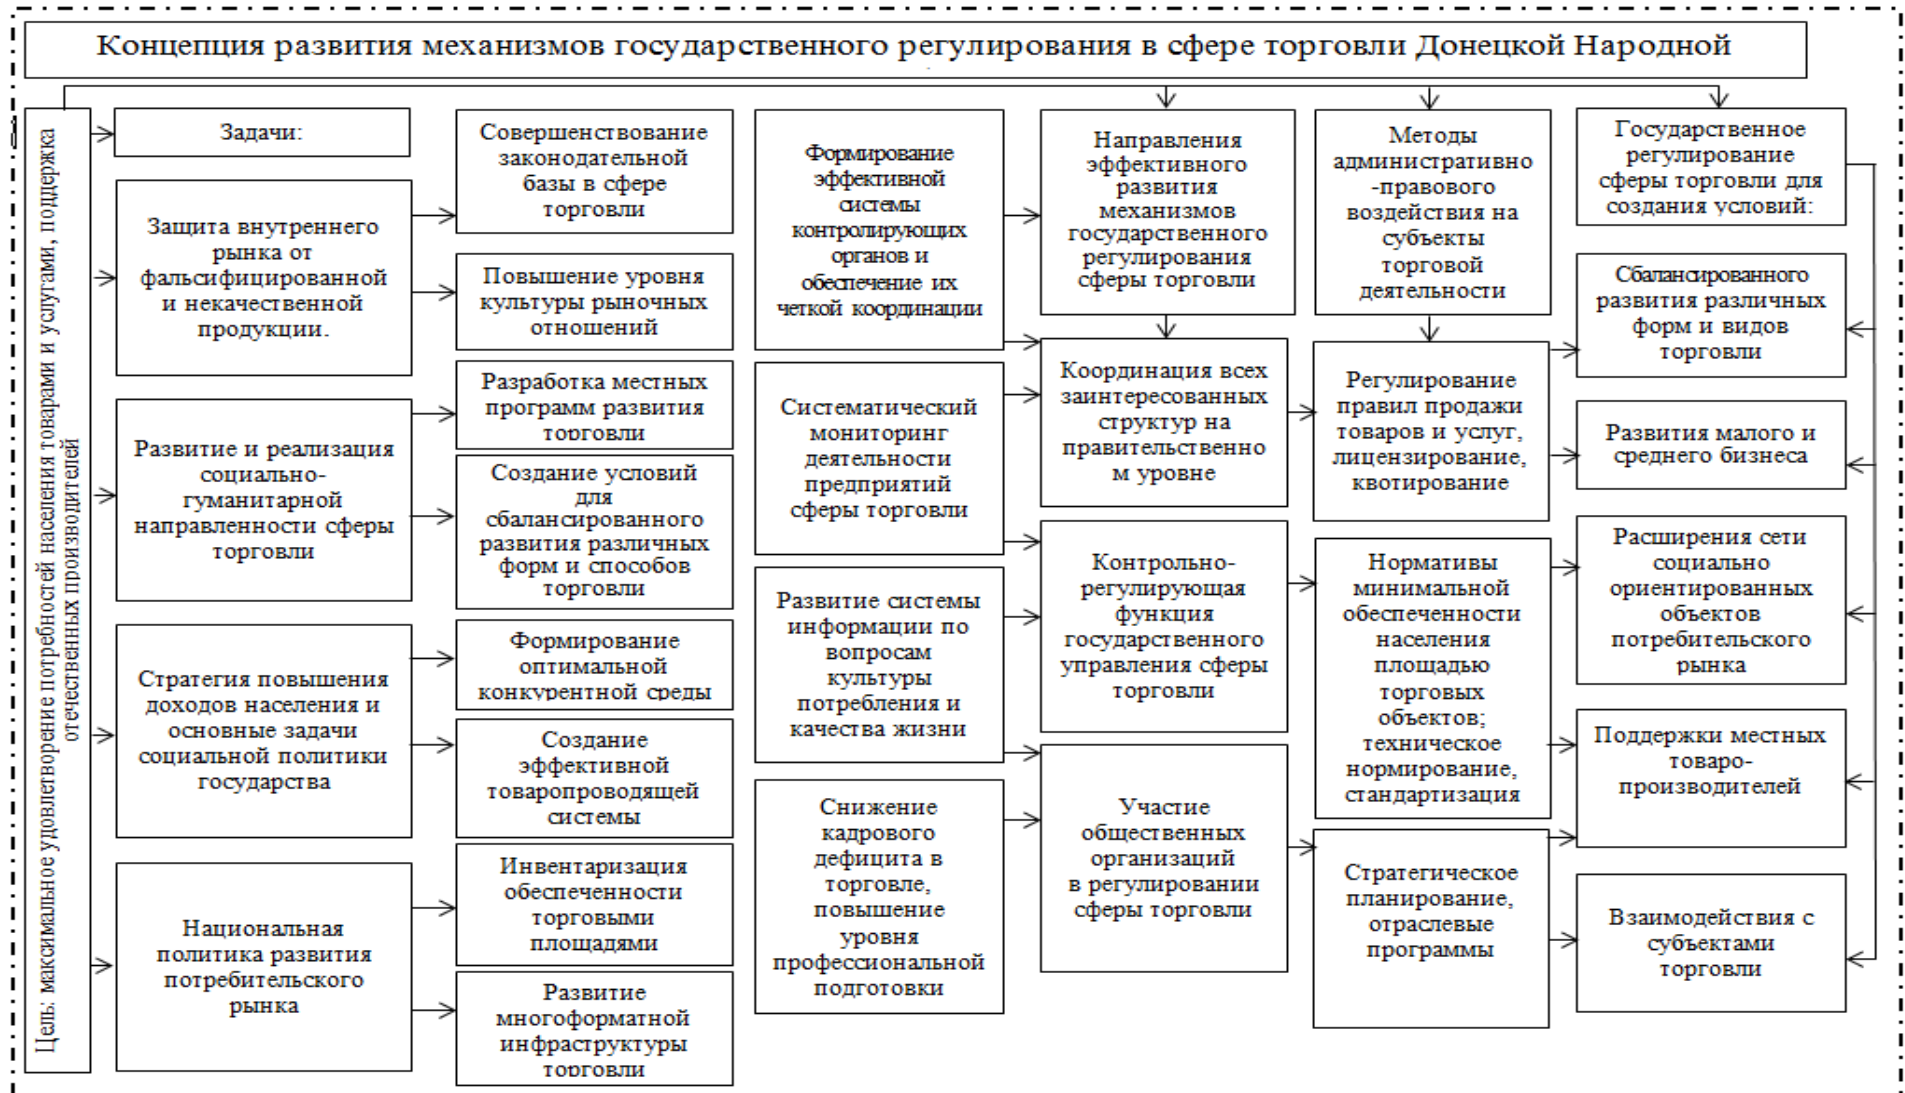 Концепция развития механизмов государственного регулирования в сфере торговли Донецкой Народной
Цель: максимальное удовлетворение потребностей населения товарами и услугами, поддержка
отечественных производителей
Задачи:
Защита внутреннего
рынка от
фальсифицированной
и некачественной
продукции.
Развитие и реализация
социально-
гуманитарной
направленности сферы
торговли
Стратегия повышения
доходов населения и
основные задачи
социальной политики
государства
Национальная
политика развития
потребительского
рынка
Совершенствование
законодательной
базы в сфере
торговли
Повышение уровня
культуры рыночных
отношений
Разработка местных
программ развития
торговли
Создание условий
для
сбалансированного
развития различных
форм и способов
торговли
Формирование
оптимальной
конкурентной среды
Создание
эффективной
товаропроводящей
системы
Инвентаризация
обеспеченности
торговыми
площадями
Развитие
многоформатной
инфраструктуры
торговли
Формирование
эффективной
системы
контролирующих
органов и
обеспечение их
четкой координации
Систематический
мониторинг
деятельности
предприятий
сферы торговли
Развитие системы
информации по
вопросам
культуры
потребления и
качества жизни
Снижение
кадрового
дефицита в
торговле,
повышение
уровня
профессиональной
подготовки
Направления
эффективного
развития
механизмов
государственного
регулирования
сферы торговли
Координация всех
заинтересованных
структур на
правительственно
м уровне
Контрольно-
регулирующая
функция
государственного
управления сферы
торговли
Участие
общественных
организаций
в регулировании
сферы торговли
Методы
административно
-правового
воздействия на
субъекты
торговой
деятельности
Регулирование
правил продажи
товаров и услуг,
лицензирование,
квотирование
Нормативы
минимальной
обеспеченности
населения
площадью
торговых
объектов;
техническое
нормирование,
стандартизация
Стратегическое
планирование,
отраслевые
программы
Государственное
регулирование
сферы торговли для
создания условий:
Сбалансированного
развития различных
форм и видов
торговли
Развития малого и
среднего бизнеса
Расширения сети
социально
ориентированных
объектов
потребительского
рынка
Поддержки местных
товаро-
производителей
Взаимодействия с
субъектами
торговли